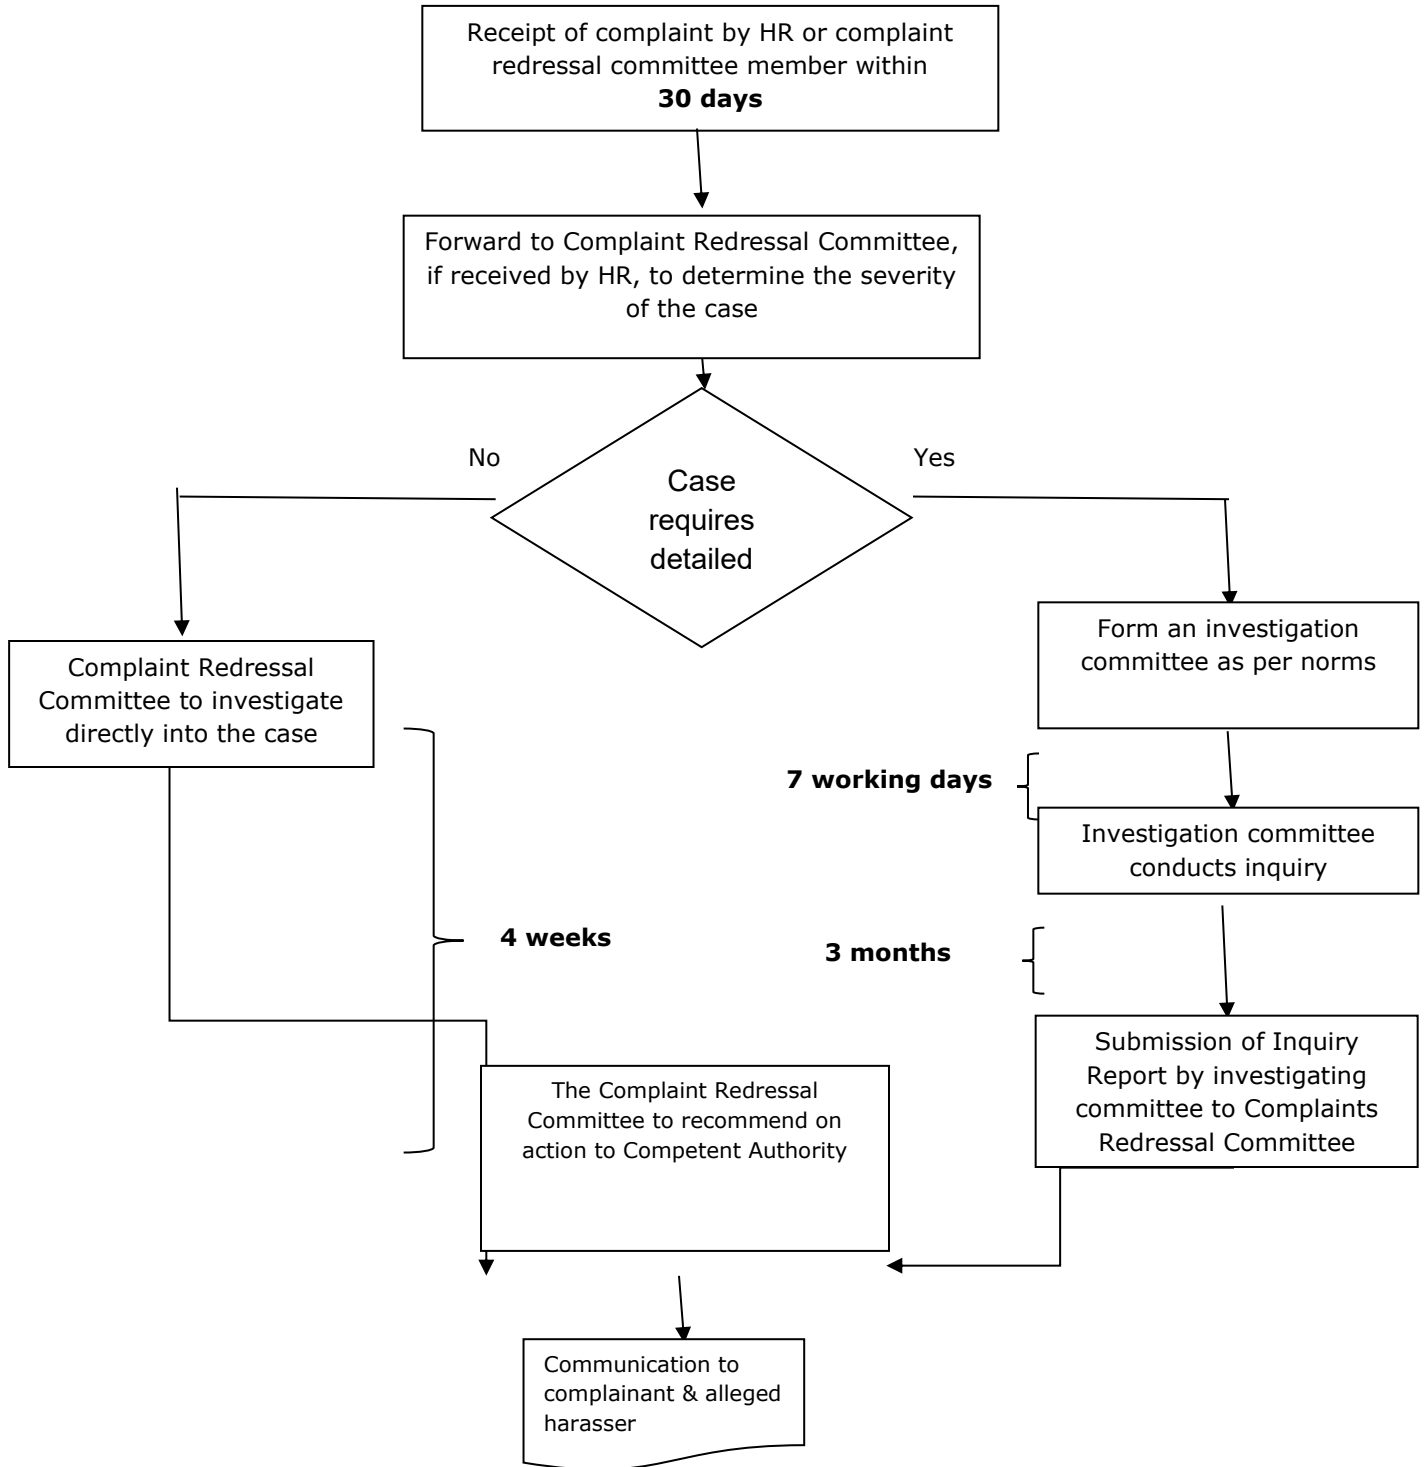 Receipt of complaint by HR or complaint
redressal committee member within
30 days
Forward to Complaint Redressal Committee,
if received by HR, to determine the severity
of the case
No
Yes
Case
requires
detailed
Form an investigation
committee as per norms
Complaint Redressal
Committee to investigate
directly into the case
7 working days
Investigation committee
conducts inquiry
4 weeks
3 months
Submission of Inquiry
Report by investigating
committee to Complaints
Redressal Committee
The Complaint Redressal
Committee to recommend on
action to Competent Authority
Communication to
complainant & alleged
harasser